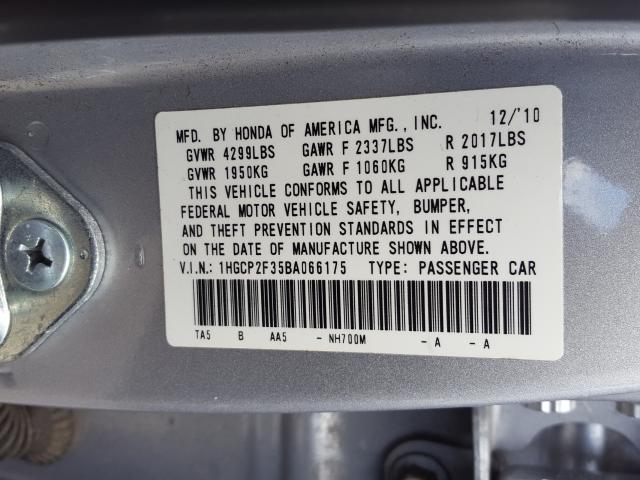 MFD. BY HONDA OF AMERICA MFG., INC. 12/'10
GVWR 4299LBS GAWR F 2337LBS R 2017LBS
GVWR 1950KG GAWR F 1060KG R 915KG
THIS VEHICLE CONFORMS TO ALL APPLICABLE
FEDERAL MOTOR VEHICLE SAFETY, BUMPER,
AND THEFT PREVENTION STANDARDS IN EFFECT
ON THE DATE OF MANUFACTURE SHOWN ABOVE.
V.I.N.: 1HGCP2F35BA066175 TYPE: PASSENGER CAR
TA5 B AA5 - NH700M - A - A